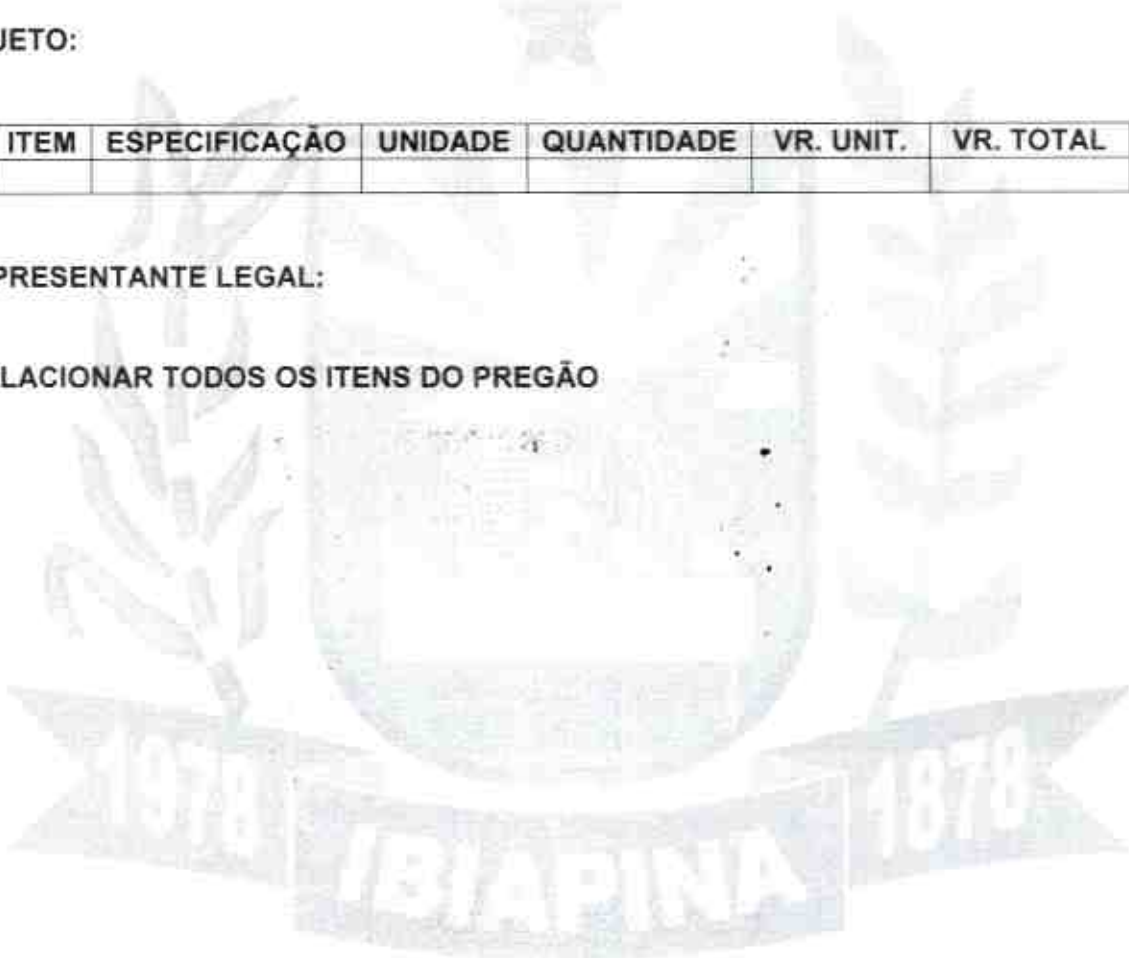 JETO:
ITEM ESPECIFICAÇÃO UNIDADE QUANTIDADE VR. UNIT. VR. TOTAL
PRESENTANTE LEGAL:
LACIONAR TODOS OS ITENS DO PREGÃO
1978 1878
IBIAPINA